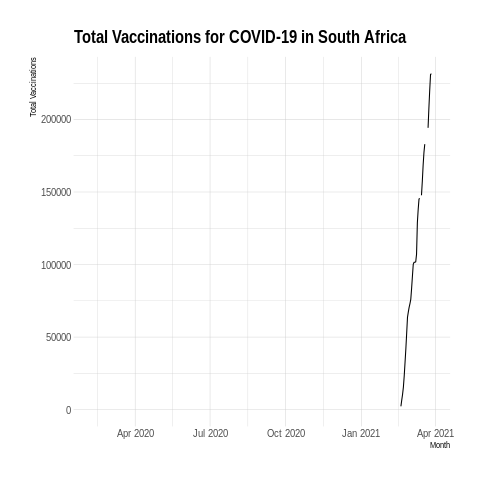 Total Vaccinations for COVID-19 in South Africa
Total Vaccinations
200000
150000
100000
50000
0
Apr 2020 Jul 2020 Oct 2020 Jan 2021 Apr 2021
Month